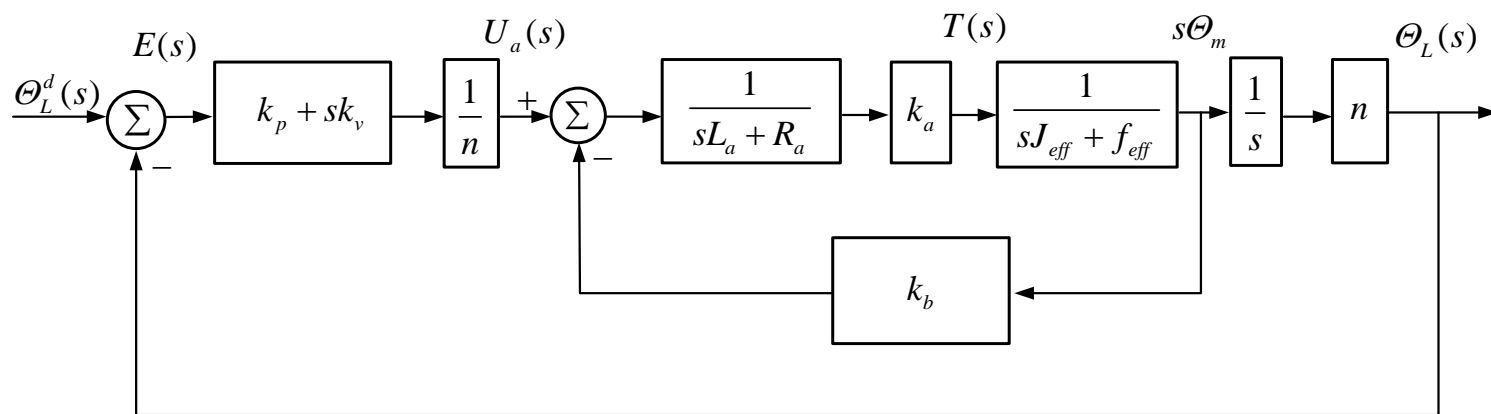 E(s)
U_a(s)
T(s)
sΘ_m
Θ_L(s)
Θ_L^d(s)
Σ
−
k_p + sk_v
1/n
+
Σ
−
1/(sL_a + R_a)
k_a
1/(sJ_eff + f_eff)
1/s
n
k_b